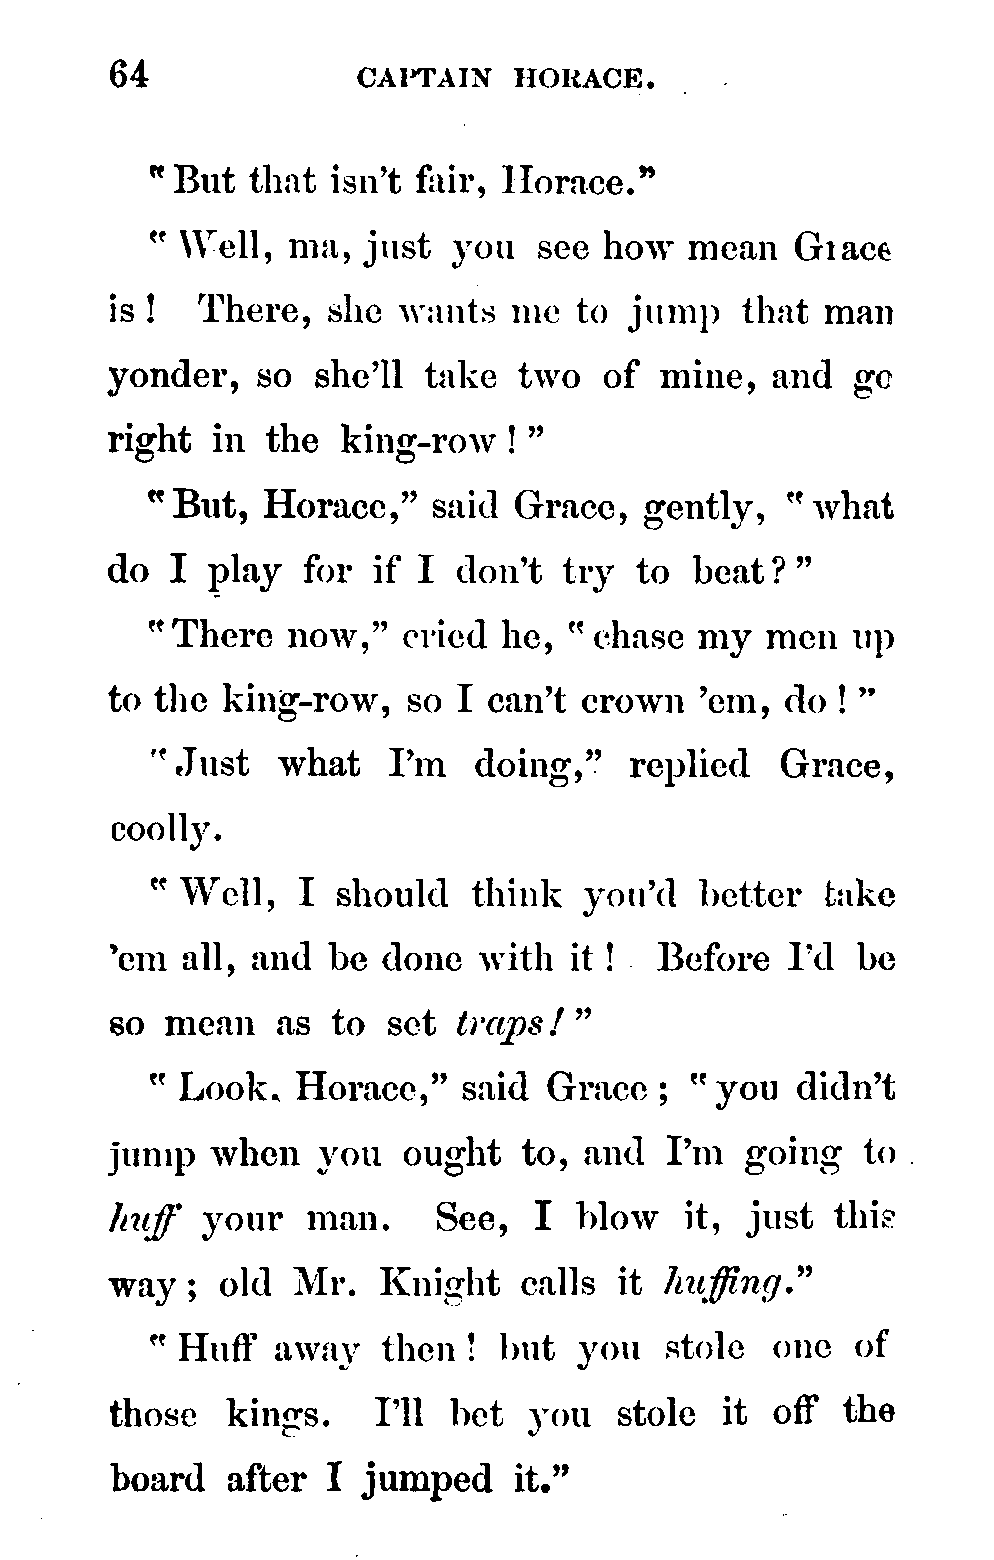 64 CAPTAIN HORACE.
"But that isn't fair, Horace."
"Well, ma, just you see how mean Grace
is! There, she wants me to jump that man
yonder, so she'll take two of mine, and go
right in the king-row!"
"But, Horace," said Grace, gently, "what
do I play for if I don't try to beat?"
"There now," cried he, "chase my men up
to the king-row, so I can't crown 'em, do!"
"Just what I'm doing," replied Grace,
coolly.
"Well, I should think you'd better take
'em all, and be done with it! Before I'd be
so mean as to set traps!"
"Look, Horace," said Grace; "you didn't
jump when you ought to, and I'm going to
huff your man. See, I blow it, just this
way; old Mr. Knight calls it huffing."
"Huff away then! but you stole one of
those kings. I'll bet you stole it off the
board after I jumped it."